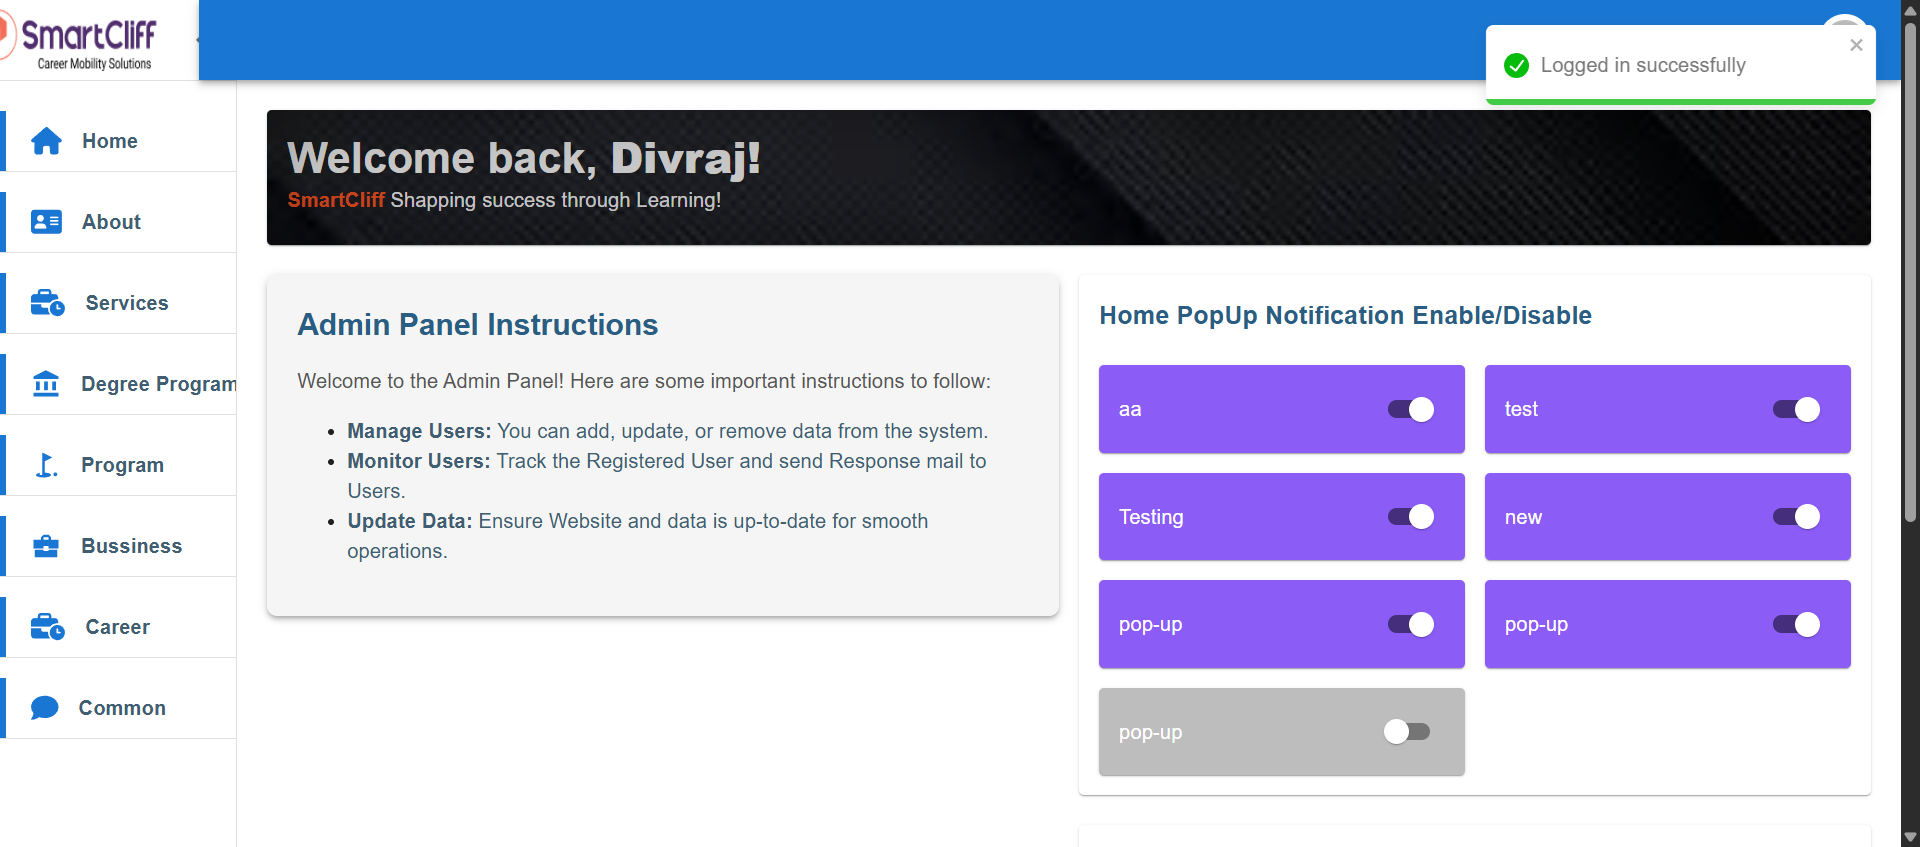 SmartCliff
Career Mobility Solutions
Logged in successfully
Home
About
Services
Degree Program
Program
Bussiness
Career
Common
Welcome back, Divraj!
SmartCliff Shapping success through Learning!
Admin Panel Instructions
Welcome to the Admin Panel! Here are some important instructions to follow:
Manage Users: You can add, update, or remove data from the system.
Monitor Users: Track the Registered User and send Response mail to
Users.
Update Data: Ensure Website and data is up-to-date for smooth
operations.
Home PopUp Notification Enable/Disable
aa
test
Testing
new
pop-up
pop-up
pop-up